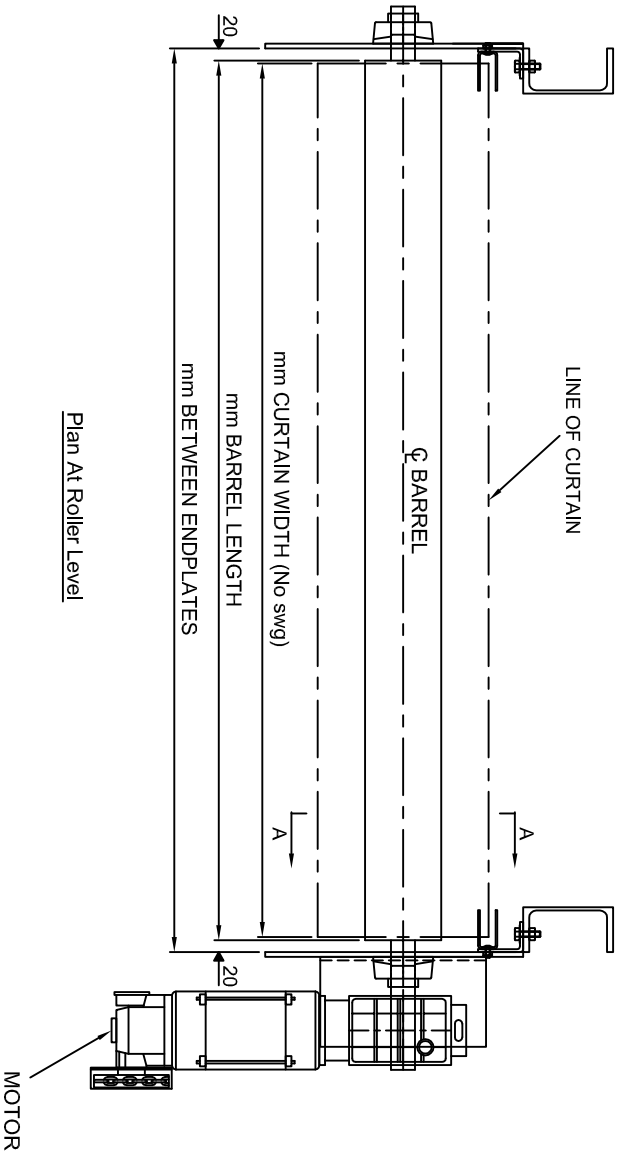 LINE OF CURTAIN
20
℄ BARREL
A
A
mm CURTAIN WIDTH (No swg)
mm BARREL LENGTH
mm BETWEEN ENDPLATES
20
Plan At Roller Level
MOTOR